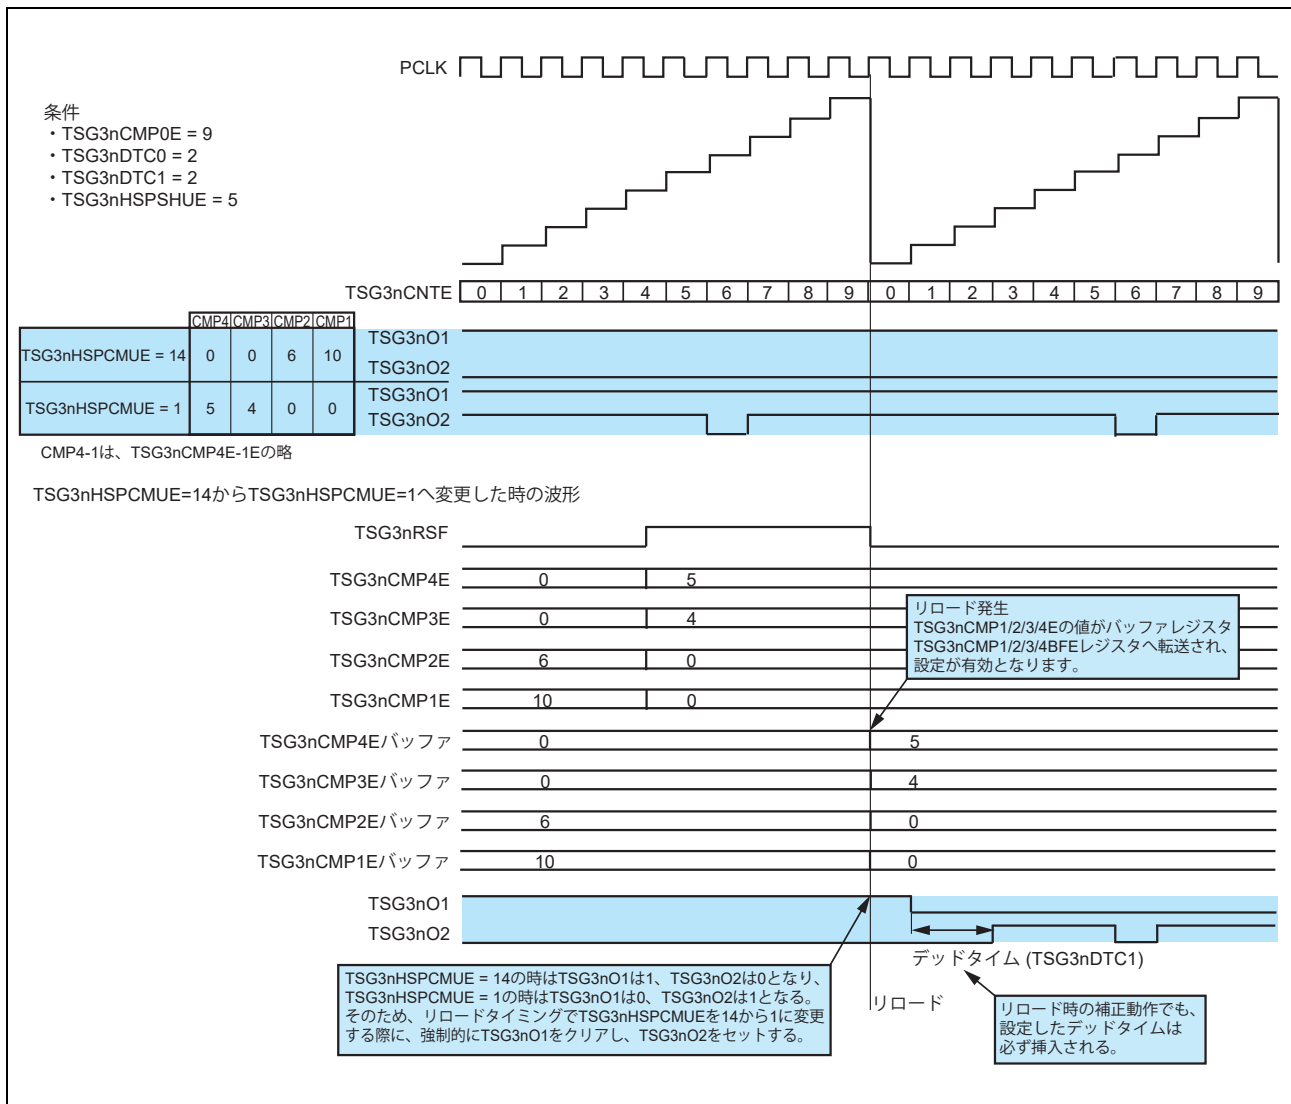 PCLK
条件
・TSG3nCMP0E = 9
・TSG3nDTC0 = 2
・TSG3nDTC1 = 2
・TSG3nHSPSHUE = 5
TSG3nCNTE 0 1 2 3 4 5 6 7 8 9 0 1 2 3 4 5 6 7 8 9
CMP4 CMP3 CMP2 CMP1
TSG3nHSPCMUE = 14 0 0 6 10
TSG3nO1
TSG3nO2
TSG3nHSPCMUE = 1 5 4 0 0
TSG3nO1
TSG3nO2
CMP4-1は、TSG3nCMP4E-1Eの略
TSG3nHSPCMUE=14からTSG3nHSPCMUE=1へ変更した時の波形
TSG3nRSF
TSG3nCMP4E 0 5
TSG3nCMP3E 0 4
TSG3nCMP2E 6 0
TSG3nCMP1E 10 0
リロード発生
TSG3nCMP1/2/3/4Eの値がバッファレジスタ
TSG3nCMP1/2/3/4BFEレジスタへ転送され、
設定が有効となります。
TSG3nCMP4Eバッファ 0 5
TSG3nCMP3Eバッファ 0 4
TSG3nCMP2Eバッファ 6 0
TSG3nCMP1Eバッファ 10 0
TSG3nO1
TSG3nO2
デッドタイム (TSG3nDTC1)
TSG3nHSPCMUE = 14の時はTSG3nO1は1、TSG3nO2は0となり、
TSG3nHSPCMUE = 1の時はTSG3nO1は0、TSG3nO2は1となる。
そのため、リロードタイミングでTSG3nHSPCMUEを14から1に変更
する際に、強制的にTSG3nO1をクリアし、TSG3nO2をセットする。
リロード
リロード時の補正動作でも、
設定したデッドタイムは
必ず挿入される。